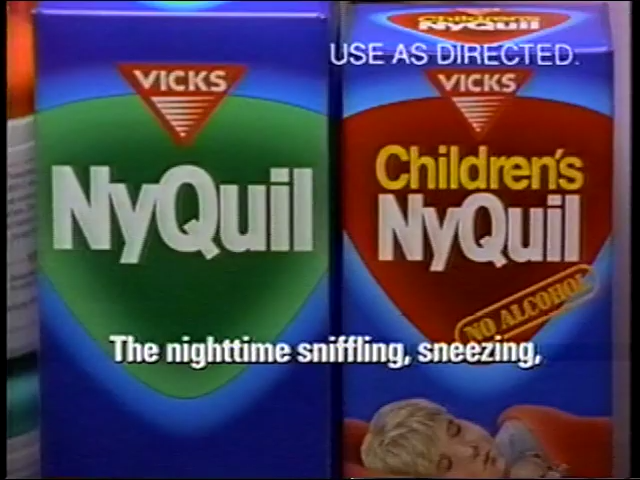 Children's
NyQuil
USE AS DIRECTED.
VICKS
NyQuil
VICKS
Children's
NyQuil
NO ALCOHOL
The nighttime sniffling, sneezing,